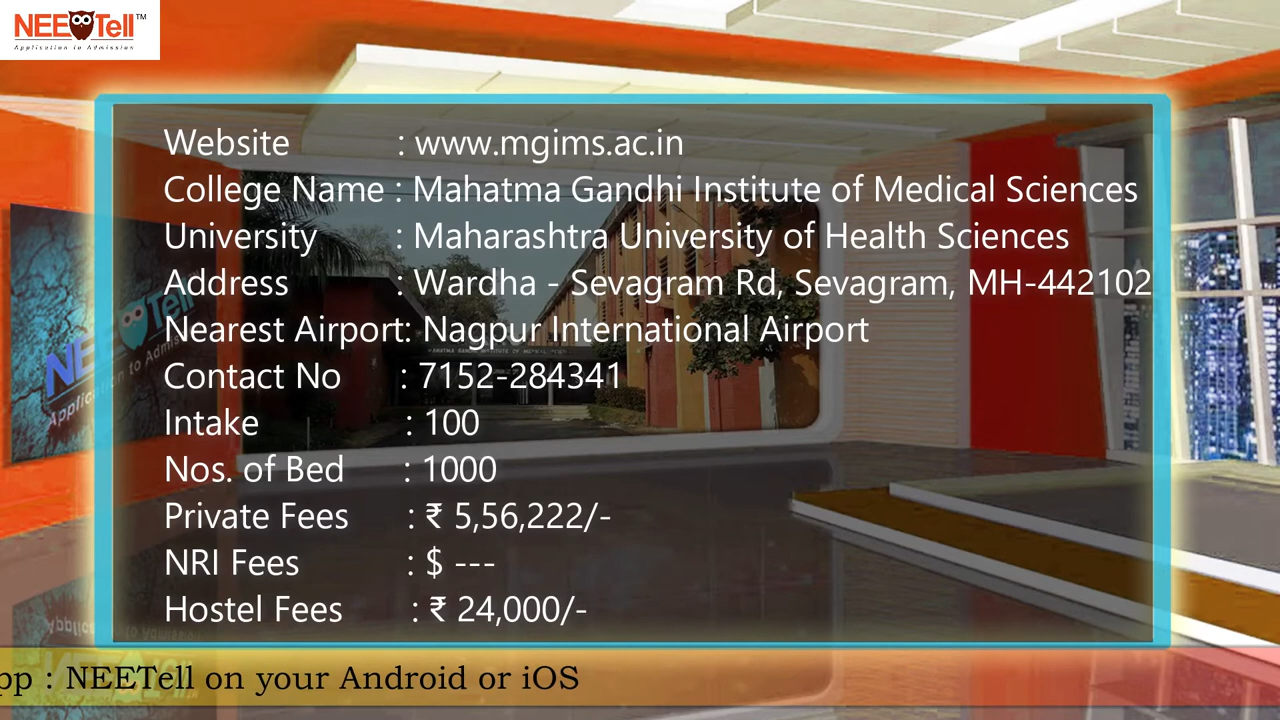 NEETell™
Application to Admission
Website : www.mgims.ac.in
College Name : Mahatma Gandhi Institute of Medical Sciences
University : Maharashtra University of Health Sciences
Address : Wardha - Sevagram Rd, Sevagram, MH-442102
Nearest Airport: Nagpur International Airport
Contact No : 7152-284341
Intake : 100
Nos. of Bed : 1000
Private Fees : ₹ 5,56,222/-
NRI Fees : $ ---
Hostel Fees : ₹ 24,000/-
pp : NEETell on your Android or iOS